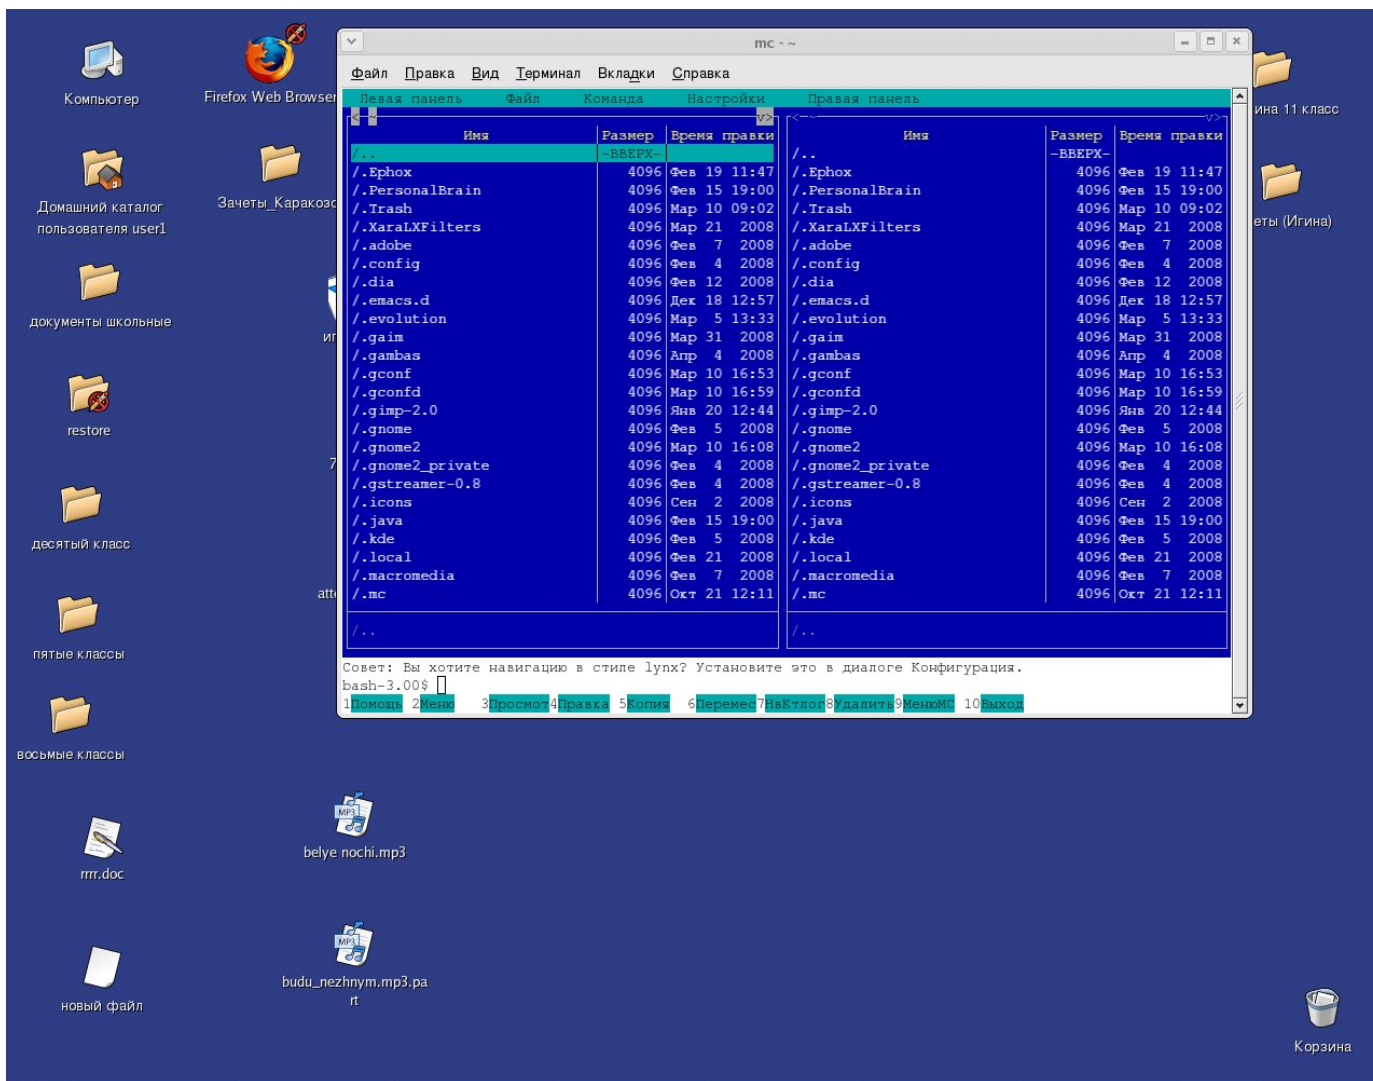 Компьютер
Firefox Web Browser
Домашний каталог
пользователя user1
Зачеты_Каракозо
документы школьные
restore
десятый класс
пятые классы
восьмые классы
rrrr.doc
новый файл
belye nochi.mp3
budu_nezhnym.mp3.pa
rt
ина 11 класс
еты (Игина)
Корзина
mc - ~
Файл Правка Вид Терминал Вкладки Справка
Левая панель Файл Команда Настройки Правая панель
<─~ v> <─~ v>
Имя Размер Время правки Имя Размер Время правки
/.. -ВВЕРХ- /.. -ВВЕРХ-
/.Ephox 4096 Фев 19 11:47 /.Ephox 4096 Фев 19 11:47
/.PersonalBrain 4096 Фев 15 19:00 /.PersonalBrain 4096 Фев 15 19:00
/.Trash 4096 Мар 10 09:02 /.Trash 4096 Мар 10 09:02
/.XaraLXFilters 4096 Мар 21 2008 /.XaraLXFilters 4096 Мар 21 2008
/.adobe 4096 Фев 7 2008 /.adobe 4096 Фев 7 2008
/.config 4096 Фев 4 2008 /.config 4096 Фев 4 2008
/.dia 4096 Фев 12 2008 /.dia 4096 Фев 12 2008
/.emacs.d 4096 Дек 18 12:57 /.emacs.d 4096 Дек 18 12:57
/.evolution 4096 Мар 5 13:33 /.evolution 4096 Мар 5 13:33
/.gaim 4096 Мар 31 2008 /.gaim 4096 Мар 31 2008
/.gambas 4096 Апр 4 2008 /.gambas 4096 Апр 4 2008
/.gconf 4096 Мар 10 16:53 /.gconf 4096 Мар 10 16:53
/.gconfd 4096 Мар 10 16:59 /.gconfd 4096 Мар 10 16:59
/.gimp-2.0 4096 Янв 20 12:44 /.gimp-2.0 4096 Янв 20 12:44
/.gnome 4096 Фев 5 2008 /.gnome 4096 Фев 5 2008
/.gnome2 4096 Мар 10 16:08 /.gnome2 4096 Мар 10 16:08
/.gnome2_private 4096 Фев 4 2008 /.gnome2_private 4096 Фев 4 2008
/.gstreamer-0.8 4096 Фев 4 2008 /.gstreamer-0.8 4096 Фев 4 2008
/.icons 4096 Сен 2 2008 /.icons 4096 Сен 2 2008
/.java 4096 Фев 15 19:00 /.java 4096 Фев 15 19:00
/.kde 4096 Фев 5 2008 /.kde 4096 Фев 5 2008
/.local 4096 Фев 21 2008 /.local 4096 Фев 21 2008
/.macromedia 4096 Фев 7 2008 /.macromedia 4096 Фев 7 2008
/.mc 4096 Окт 21 12:11 /.mc 4096 Окт 21 12:11
/.. /..
Совет: Вы хотите навигацию в стиле lynx? Установите это в диалоге Конфигурация.
bash-3.00$
1Помощь 2Меню 3Просмот4Правка 5Копия 6Перемес7НвКтлог8Удалить9МенюМС 10Выход